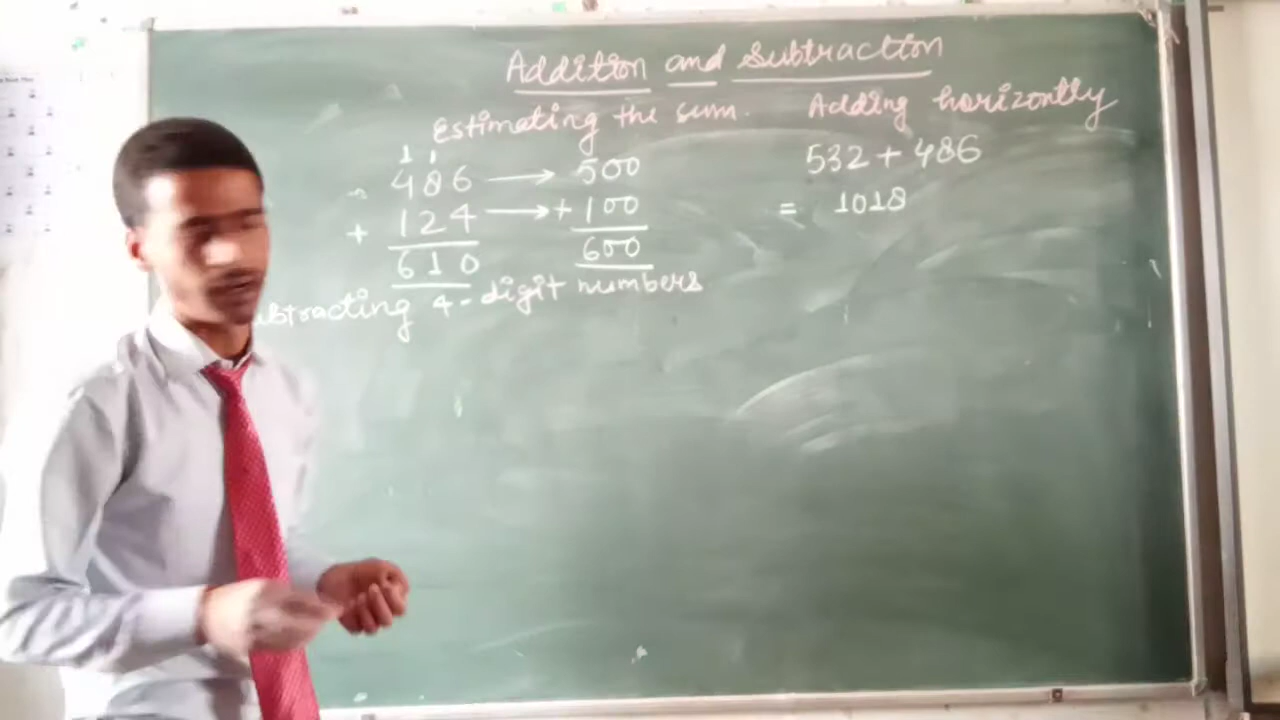 Addition and Subtraction
Estimating the sum.
1 1
486 → 500
+ 124 → + 100
610 600
ubtracting 4-digit numbers
Adding horizontly
532 + 486
= 1018